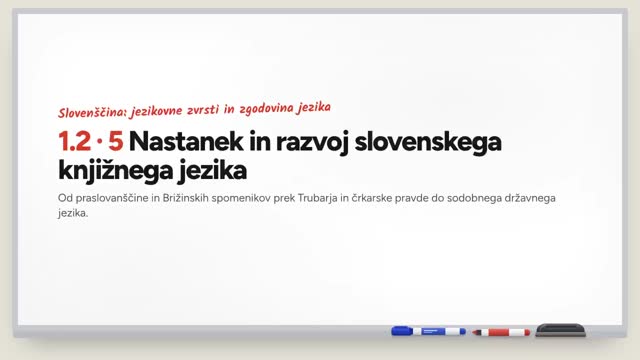 Slovenščina: jezikovne zvrsti in zgodovina jezika
1.2 · 5 Nastanek in razvoj slovenskega
knjižnega jezika
Od praslovanščine in Brižinskih spomenikov prek Trubarja in črkarske pravde do sodobnega državnega
jezika.